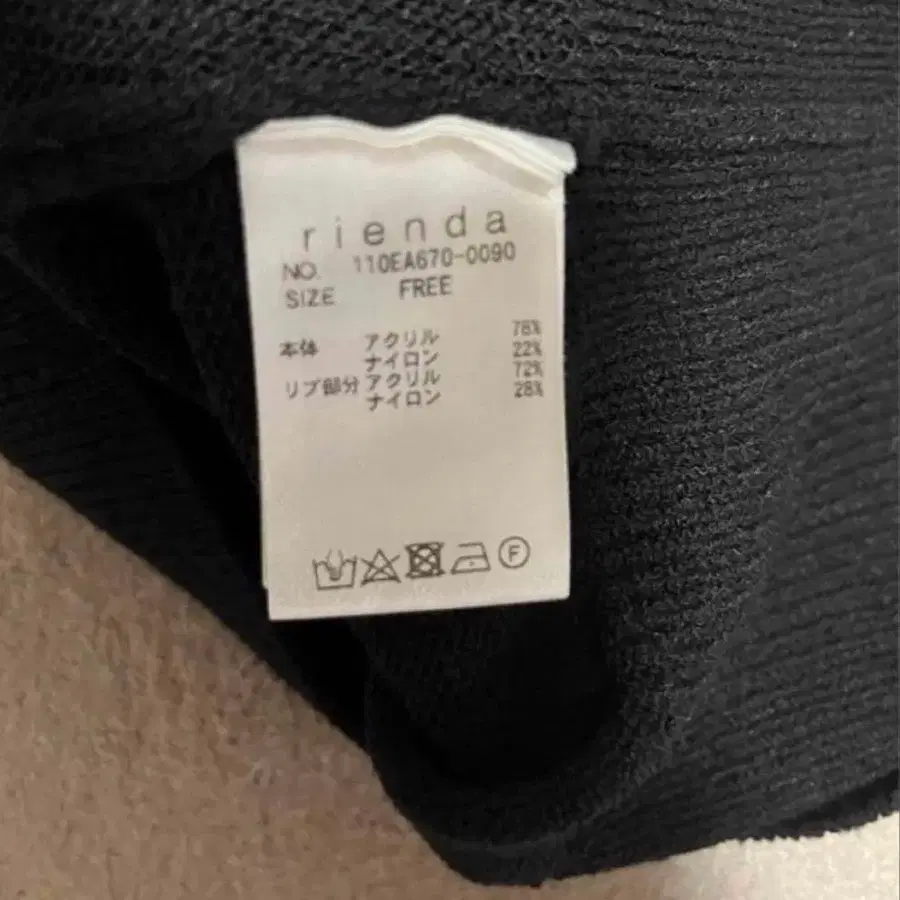 rienda
NO. 110EA670-0090
SIZE FREE
本体 アクリル 78%
ナイロン 22%
リブ部分 アクリル 72%
ナイロン 28%
F